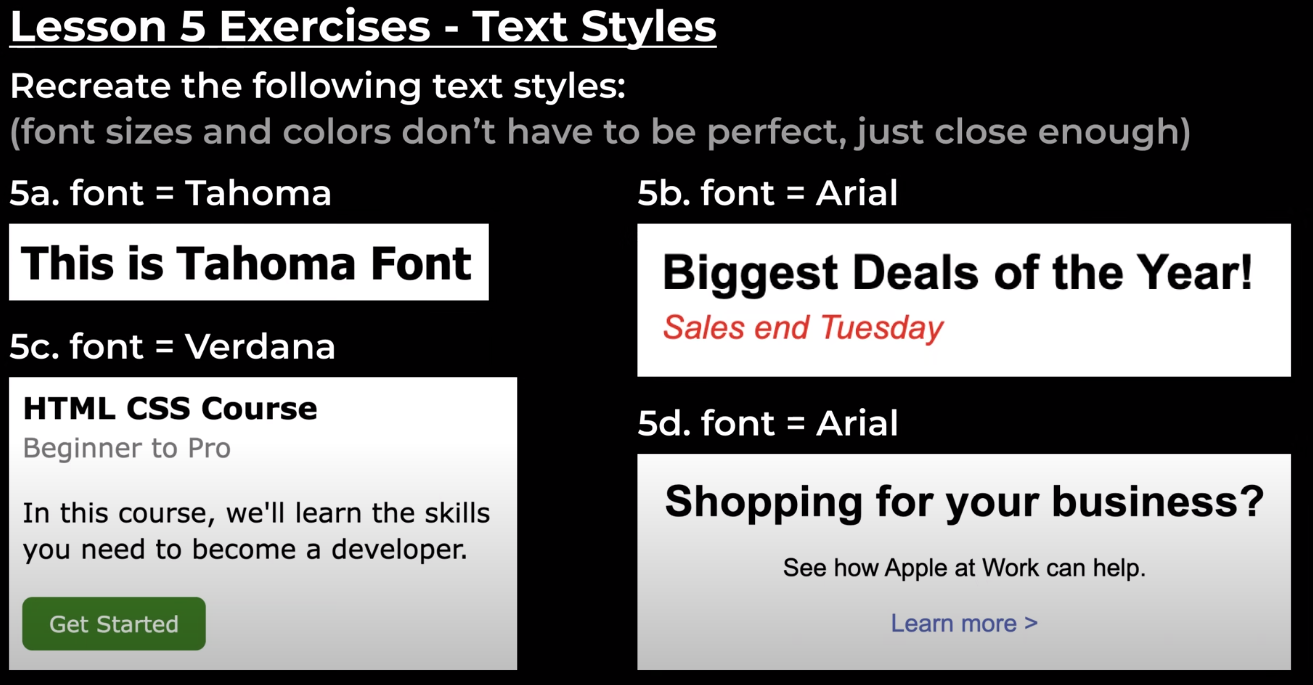 Lesson 5 Exercises - Text Styles
Recreate the following text styles:
(font sizes and colors don’t have to be perfect, just close enough)
5a. font = Tahoma
This is Tahoma Font
5b. font = Arial
Biggest Deals of the Year!
Sales end Tuesday
5c. font = Verdana
HTML CSS Course
Beginner to Pro
In this course, we'll learn the skills
you need to become a developer.
Get Started
5d. font = Arial
Shopping for your business?
See how Apple at Work can help.
Learn more >